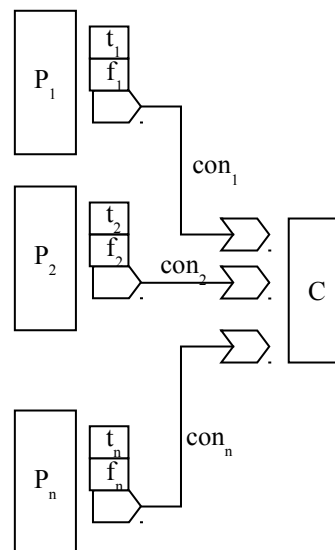 t₁
P₁
f₁
con₁
t₂
P₂
f₂
con₂
C
tₙ
conₙ
Pₙ
fₙ